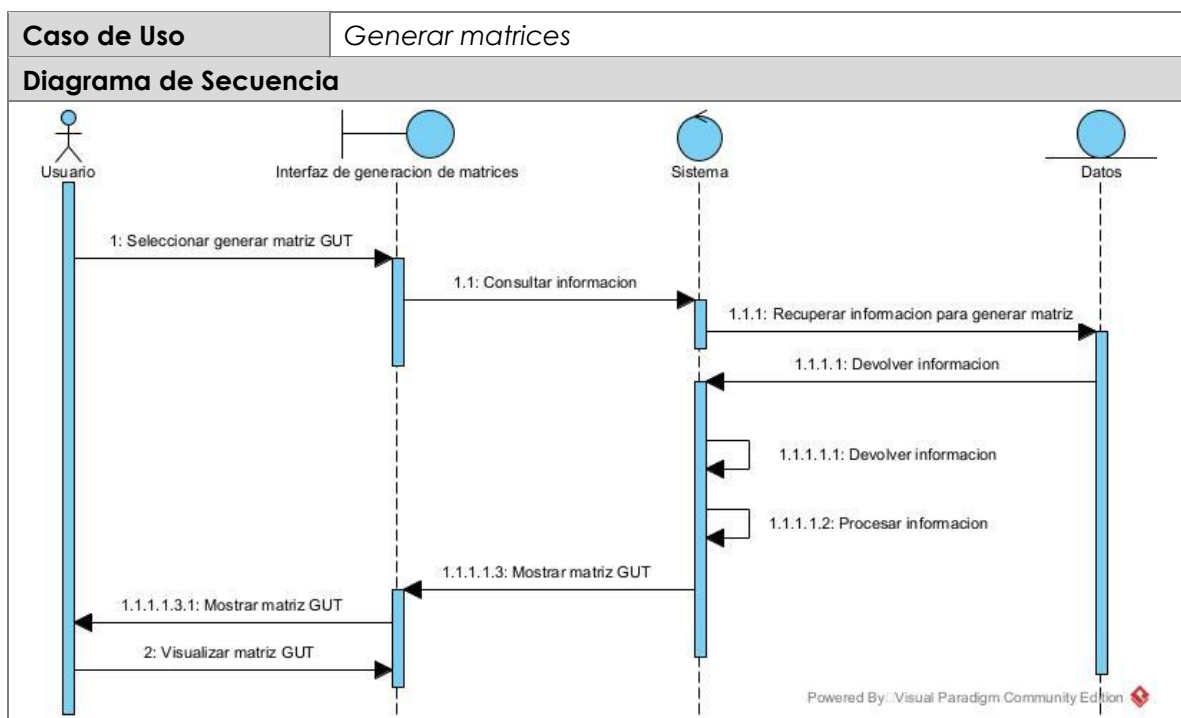 Caso de Uso
Generar matrices
Diagrama de Secuencia
Usuario
Interfaz de generacion de matrices
Sistema
Datos
1: Seleccionar generar matriz GUT
1.1: Consultar informacion
1.1.1: Recuperar informacion para generar matriz
1.1.1.1: Devolver informacion
1.1.1.1.1: Devolver informacion
1.1.1.1.2: Procesar informacion
1.1.1.1.3: Mostrar matriz GUT
1.1.1.1.3.1: Mostrar matriz GUT
2: Visualizar matriz GUT
Powered By Visual Paradigm Community Edition